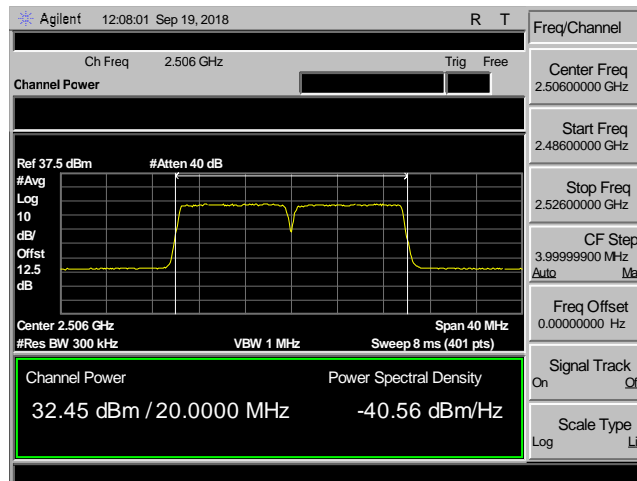 Agilent 12:08:01 Sep 19, 2018 R T
Freq/Channel
Ch Freq 2.506 GHz Trig Free
Channel Power
Center Freq
2.50600000 GHz
Start Freq
2.48600000 GHz
Stop Freq
2.52600000 GHz
CF Step
3.99999900 MHz
Auto Ma
Freq Offset
0.00000000 Hz
Signal Track
On Of
Scale Type
Log Li
Ref 37.5 dBm #Atten 40 dB
#Avg
Log
10
dB/
Offst
12.5
dB
Center 2.506 GHz Span 40 MHz
#Res BW 300 kHz VBW 1 MHz Sweep 8 ms (401 pts)
Channel Power Power Spectral Density
32.45 dBm / 20.0000 MHz -40.56 dBm/Hz